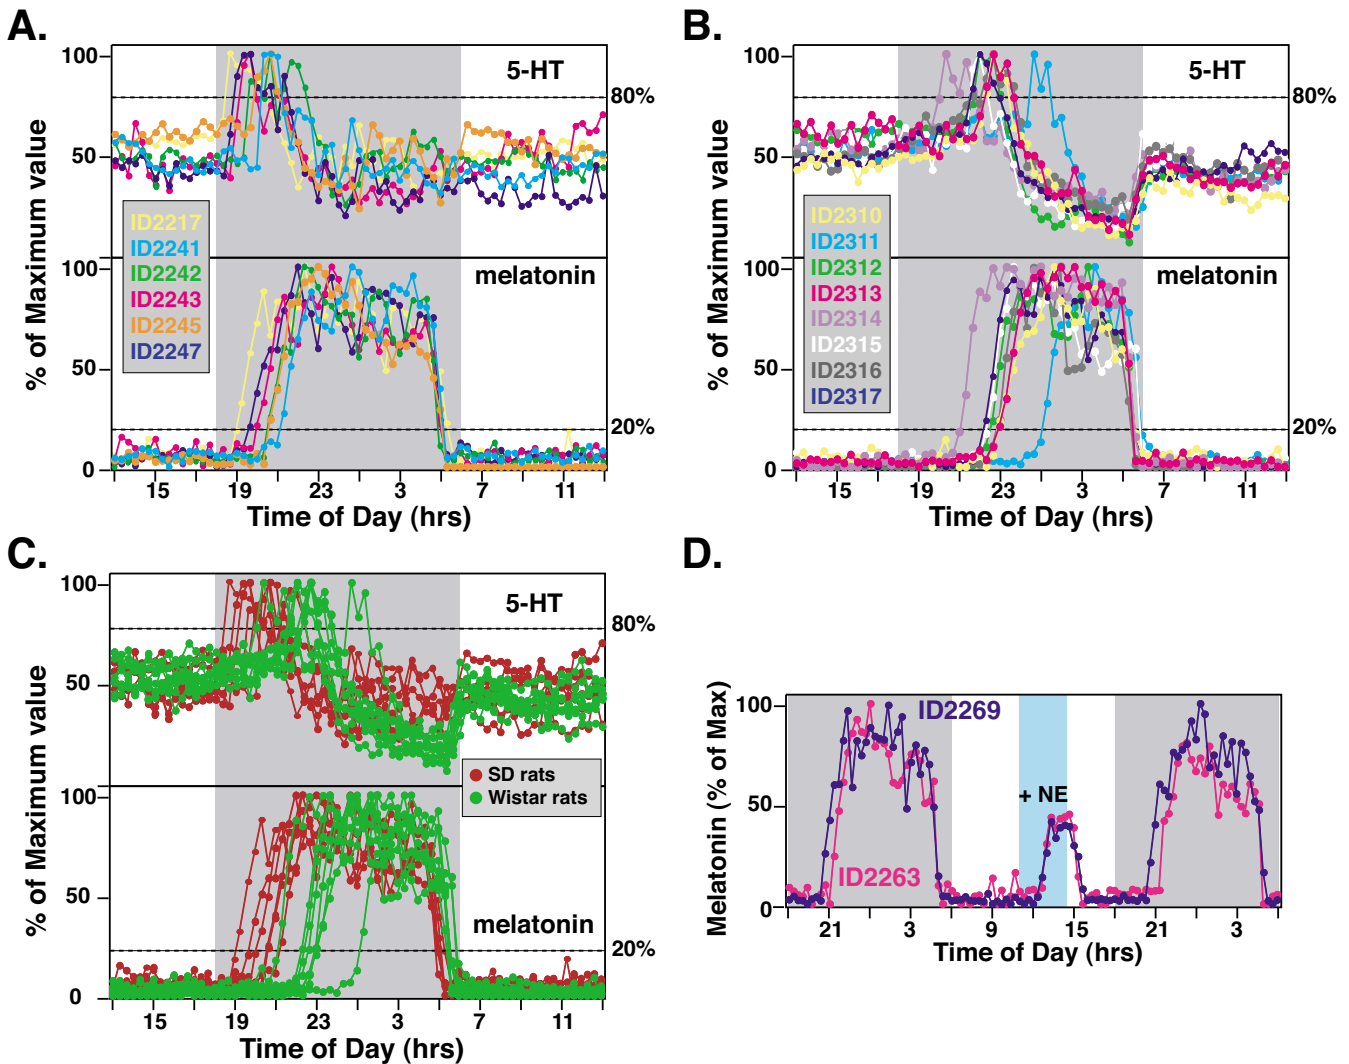 A.
100
50
5-HT
80%
ID2217
ID2241
ID2242
ID2243
ID2245
ID2247
100
50
0
melatonin
20%
% of Maximum value
15 19 23 3 7 11
Time of Day (hrs)
B.
100
50
5-HT
80%
ID2310
ID2311
ID2312
ID2313
ID2314
ID2315
ID2316
ID2317
100
50
0
melatonin
20%
% of Maximum value
15 19 23 3 7 11
Time of Day (hrs)
C.
100
50
5-HT
80%
SD rats
Wistar rats
100
50
0
melatonin
20%
% of Maximum value
15 19 23 3 7 11
Time of Day (hrs)
D.
100
50
0
ID2269
+ NE
ID2263
Melatonin (% of Max)
21 3 9 15 21 3
Time of Day (hrs)